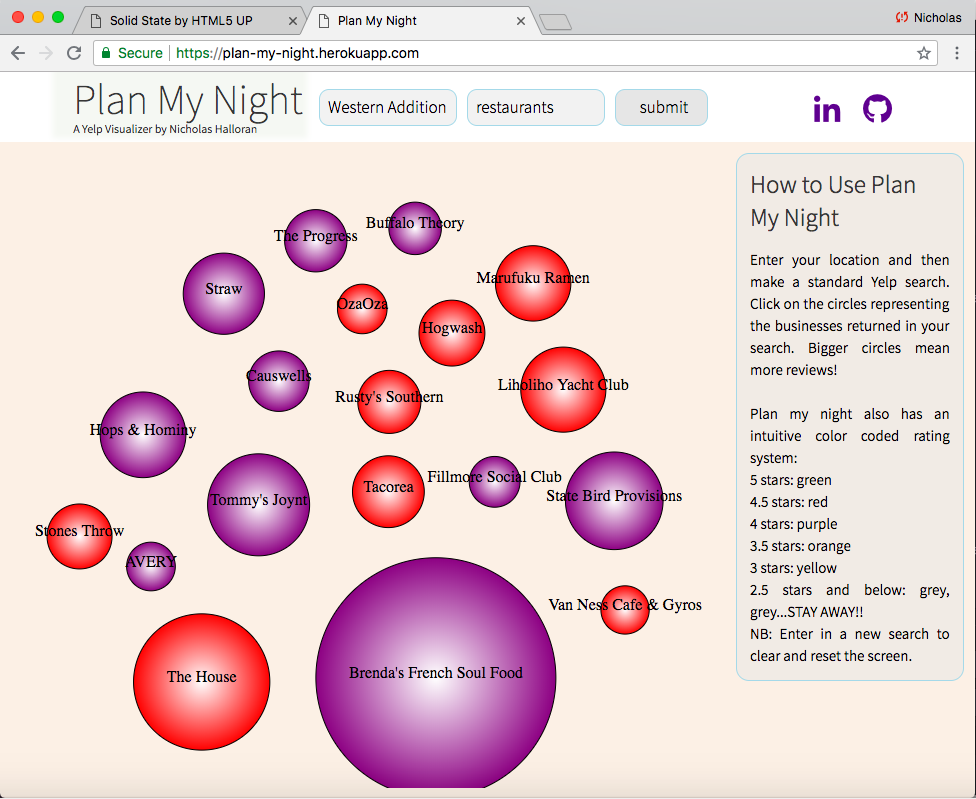 Solid State by HTML5 UP
Plan My Night
Nicholas
Secure
https://plan-my-night.herokuapp.com
Plan My Night
A Yelp Visualizer by Nicholas Halloran
Western Addition
restaurants
submit
in
Buffalo Theory
The Progress
Marufuku Ramen
Straw
OzaOza
Hogwash
Causwells
Liholiho Yacht Club
Rusty's Southern
Hops & Hominy
Fillmore Social Club
Tacorea
State Bird Provisions
Tommy's Joynt
Stones Throw
AVERY
Van Ness Cafe & Gyros
Brenda's French Soul Food
The House
How to Use Plan
My Night
Enter your location and then
make a standard Yelp search.
Click on the circles representing
the businesses returned in your
search. Bigger circles mean
more reviews!
Plan my night also has an
intuitive color coded rating
system:
5 stars: green
4.5 stars: red
4 stars: purple
3.5 stars: orange
3 stars: yellow
2.5 stars and below: grey,
grey...STAY AWAY!!
NB: Enter in a new search to
clear and reset the screen.